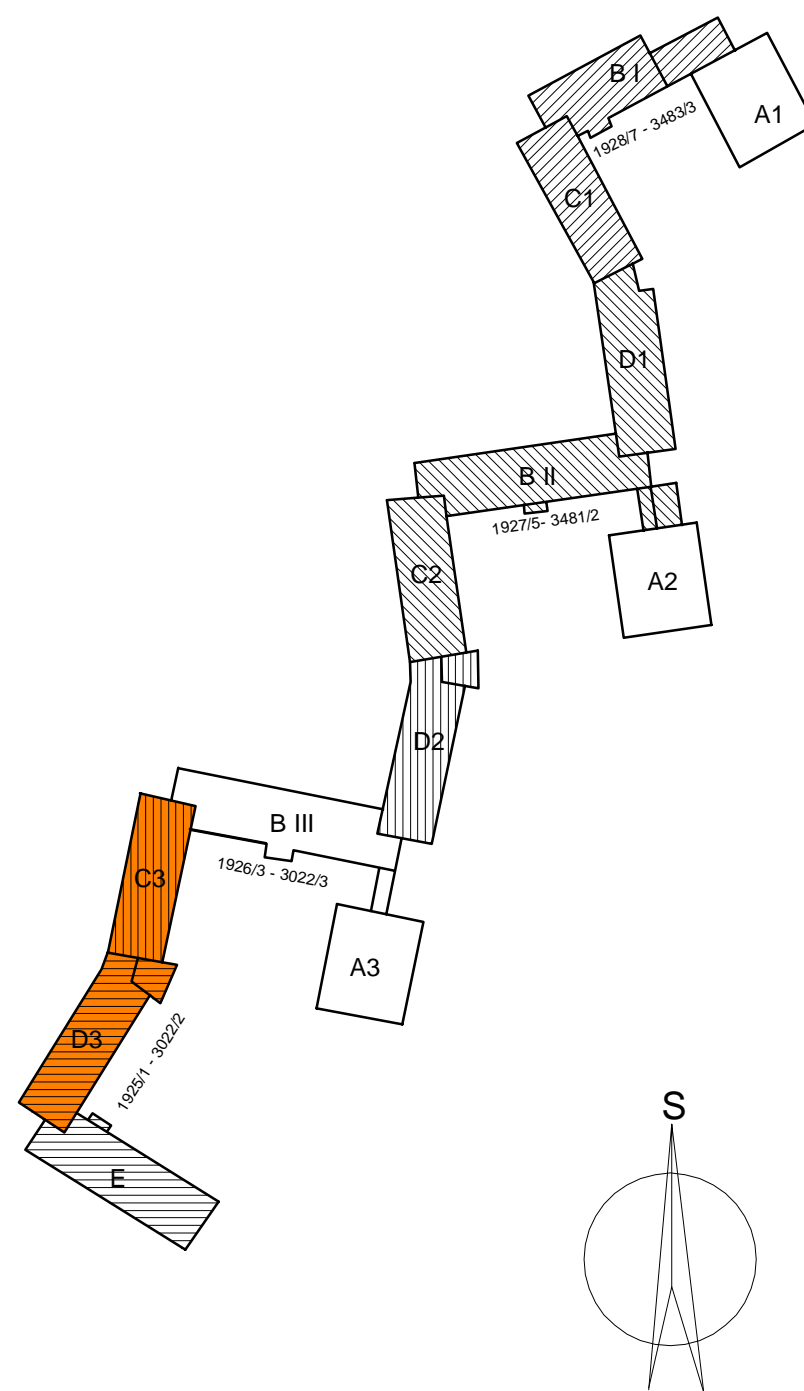 B I
A1
1928/7 - 3483/3
C1
D1
B II
1927/5- 3481/2
C2
A2
D2
B III
1926/3 - 3022/3
C3
A3
D3
1925/1 - 3022/2
S
E